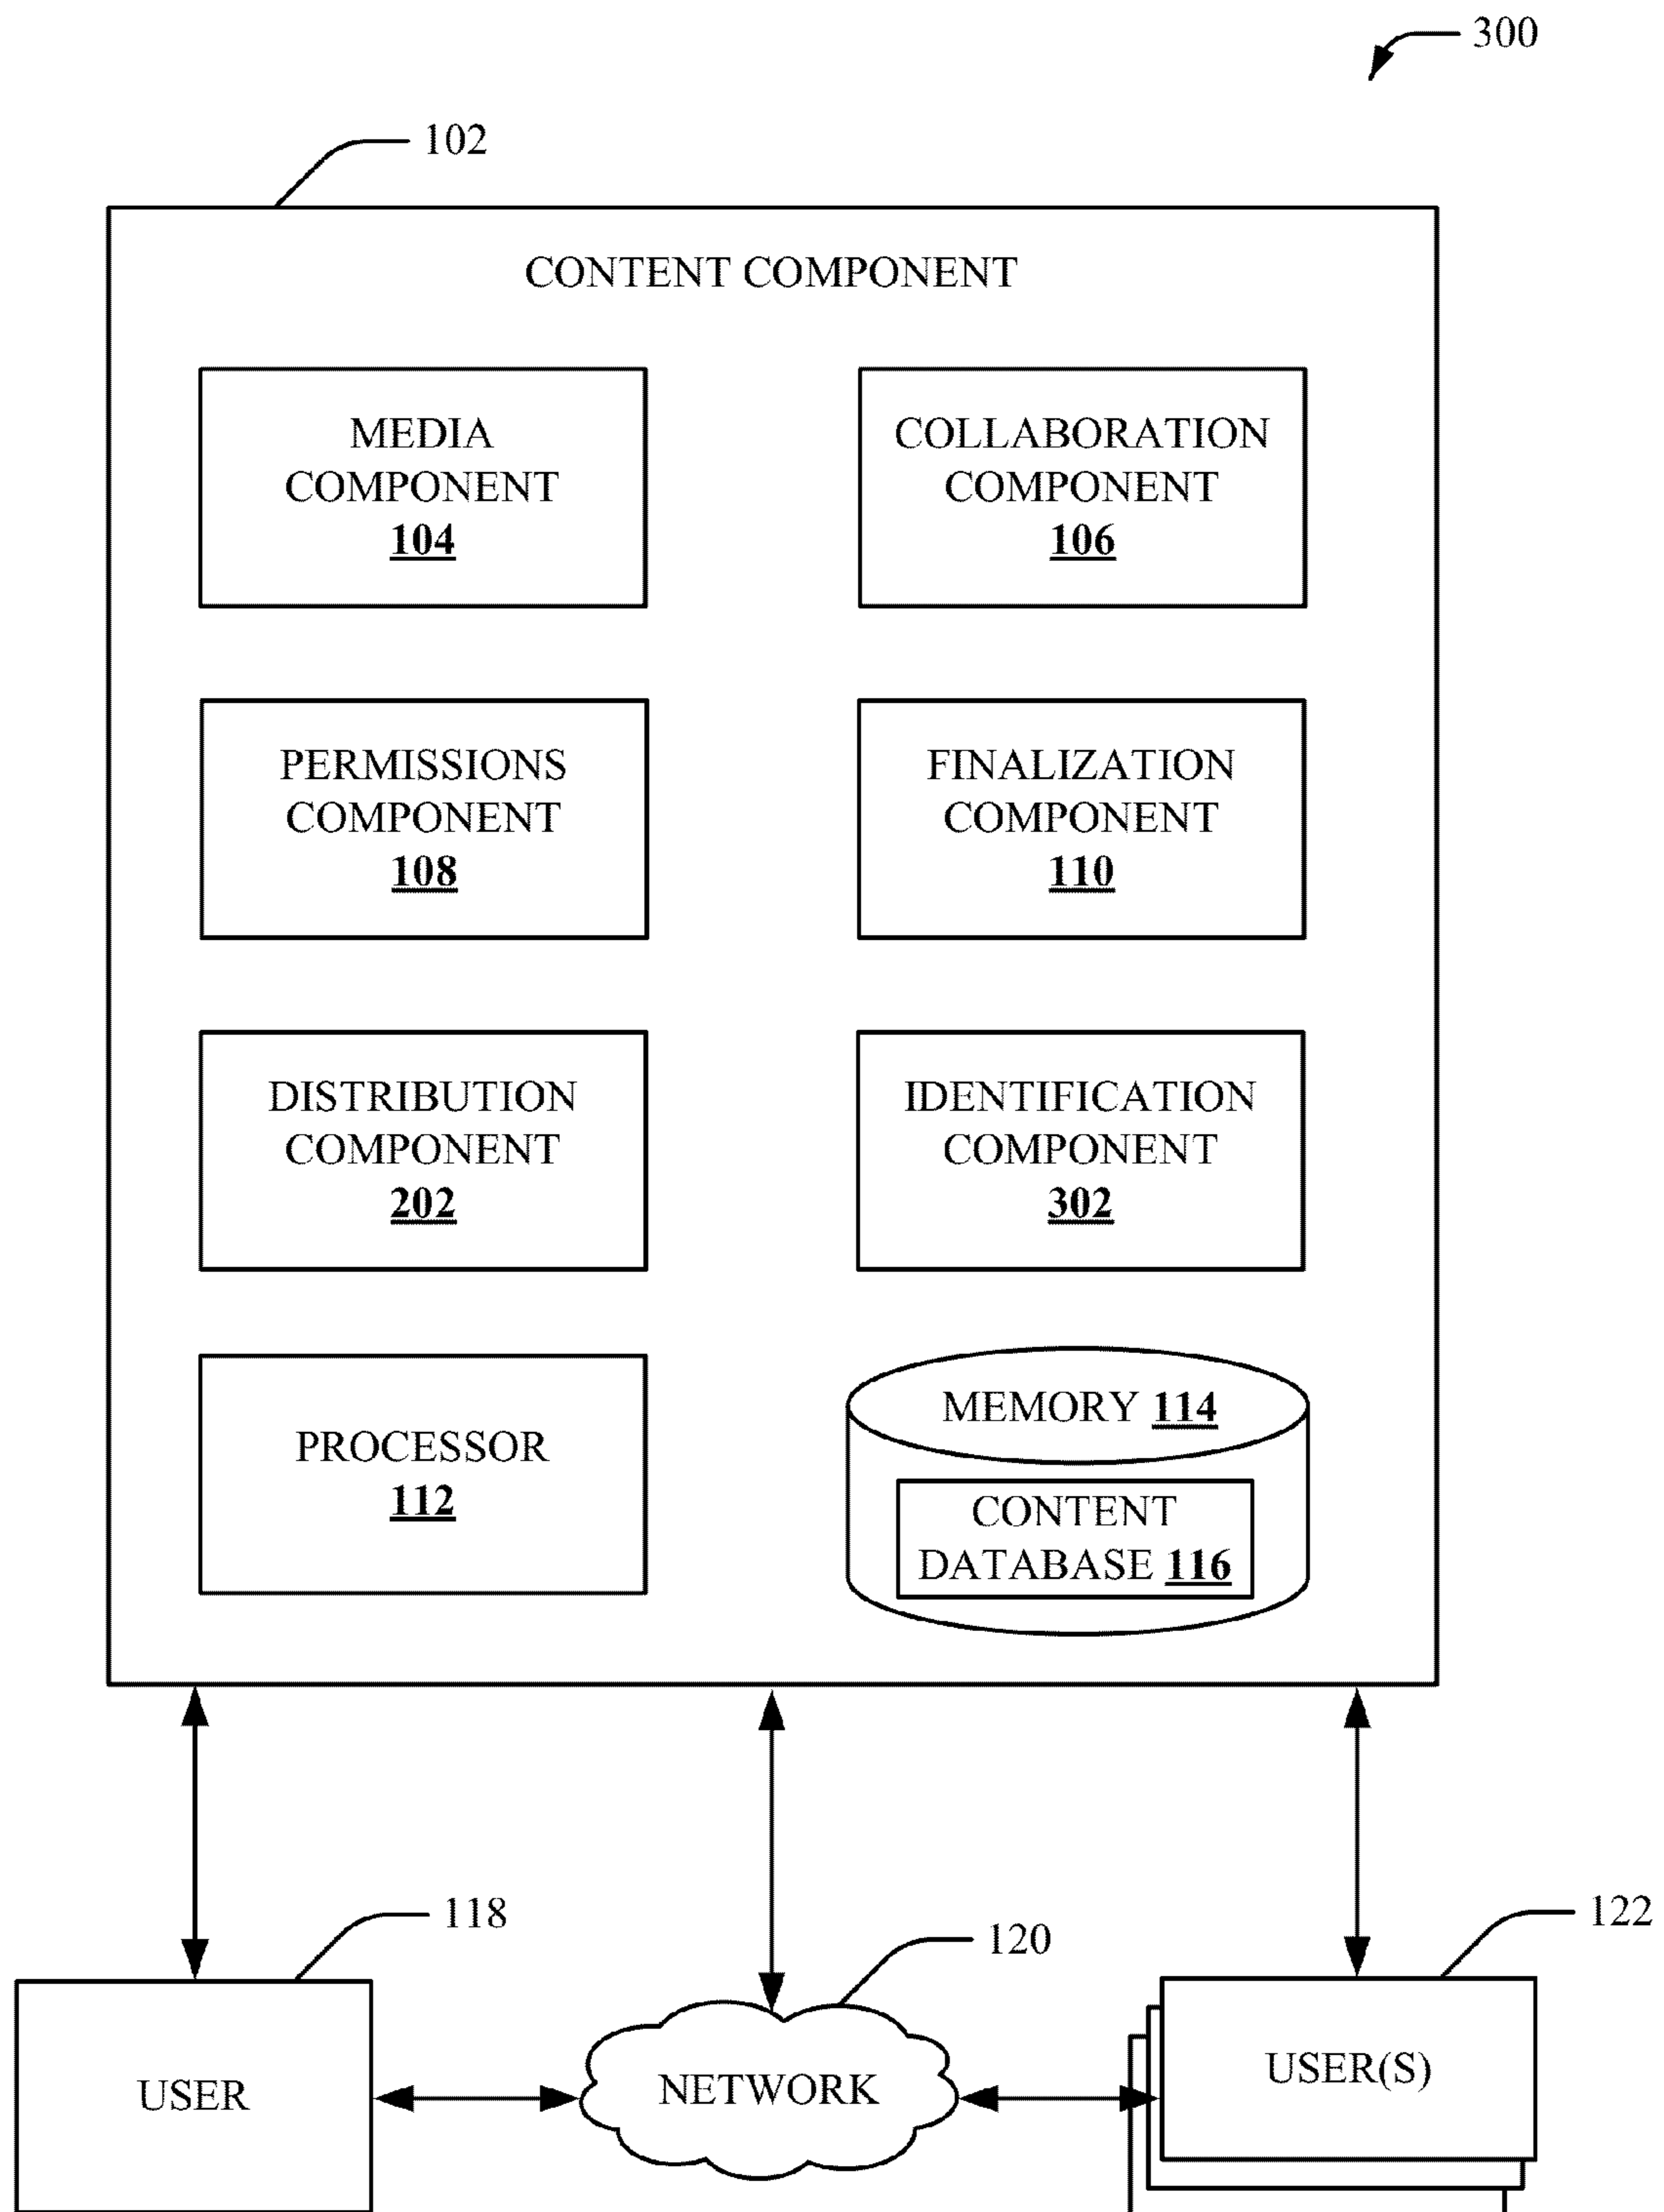 300
102
CONTENT COMPONENT
MEDIA
COMPONENT
104
COLLABORATION
COMPONENT
106
PERMISSIONS
COMPONENT
108
FINALIZATION
COMPONENT
110
DISTRIBUTION
COMPONENT
202
IDENTIFICATION
COMPONENT
302
PROCESSOR
112
MEMORY 114
CONTENT
DATABASE 116
118
120
122
USER
NETWORK
USER(S)